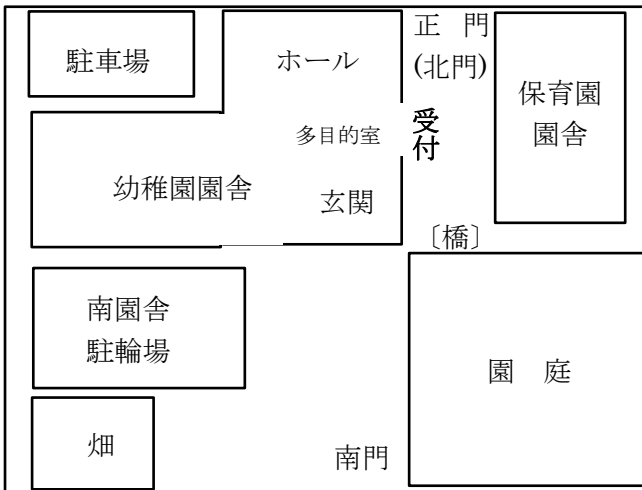 駐車場
ホール
正　門
(北門)
保育園
園舎
受付
多目的室
幼稚園園舎
玄関
〔橋〕
南園舎
駐輪場
園　庭
畑
南門